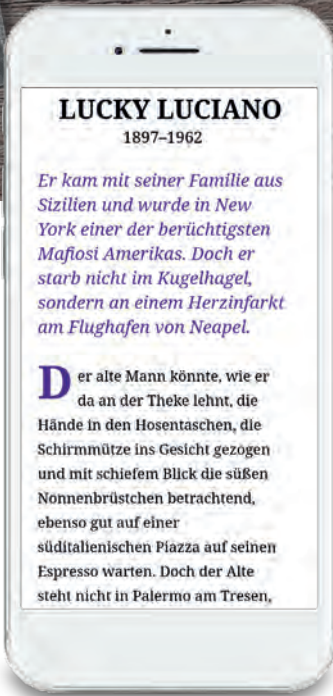 LUCKY LUCIANO
1897–1962
Er kam mit seiner Familie aus
Sizilien und wurde in New
York einer der berüchtigsten
Mafiosi Amerikas. Doch er
starb nicht im Kugelhagel,
sondern an einem Herzinfarkt
am Flughafen von Neapel.
Der alte Mann könnte, wie er
da an der Theke lehnt, die
Hände in den Hosentaschen, die
Schirmmütze ins Gesicht gezogen
und mit schiefem Blick die süßen
Nonnenbrüstchen betrachtend,
ebenso gut auf einer
süditalienischen Piazza auf seinen
Espresso warten. Doch der Alte
steht nicht in Palermo am Tresen,